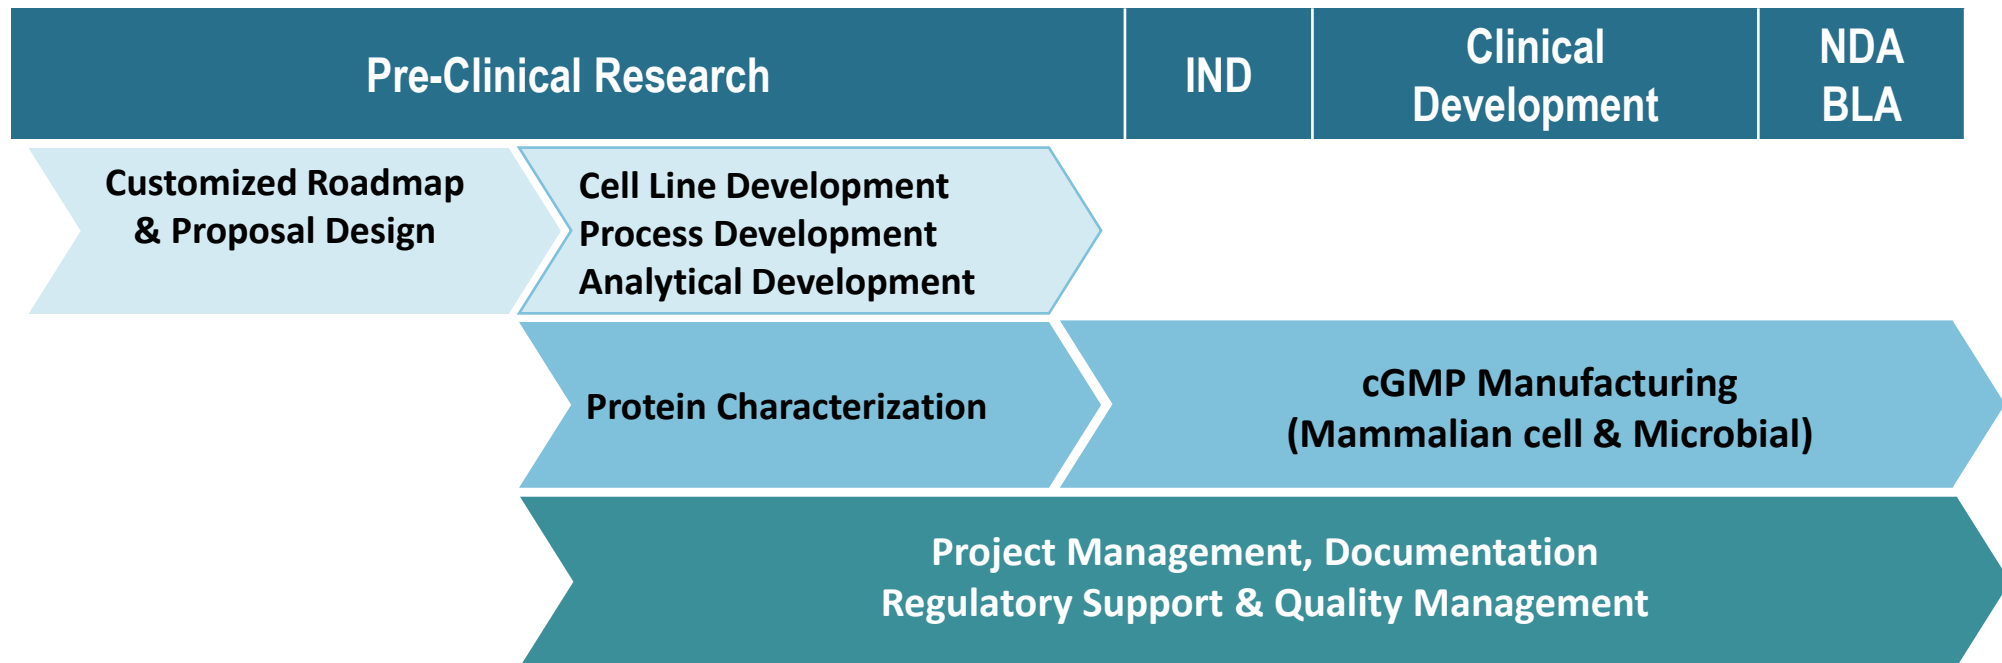 Pre-Clinical Research
IND
Clinical
Development
NDA
BLA
Customized Roadmap
& Proposal Design
Cell Line Development
Process Development
Analytical Development
Protein Characterization
cGMP Manufacturing
(Mammalian cell & Microbial)
Project Management, Documentation
Regulatory Support & Quality Management